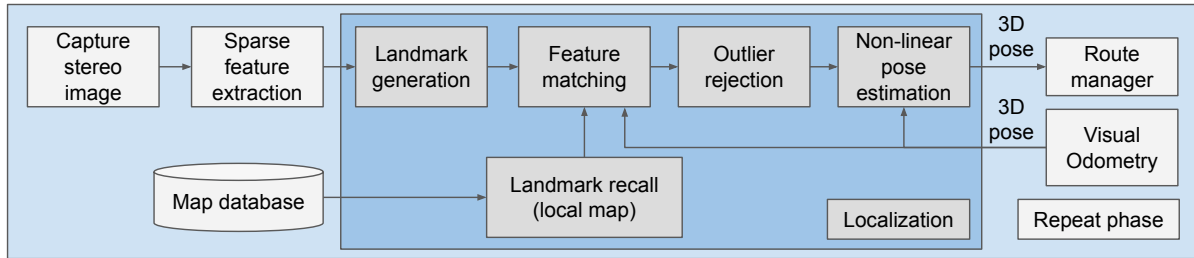 Capture
stereo
image
Sparse
feature
extraction
Landmark
generation
Feature
matching
Outlier
rejection
Non-linear
pose
estimation
3D
pose
Route
manager
3D
pose
Visual
Odometry
Map database
Landmark recall
(local map)
Localization
Repeat phase